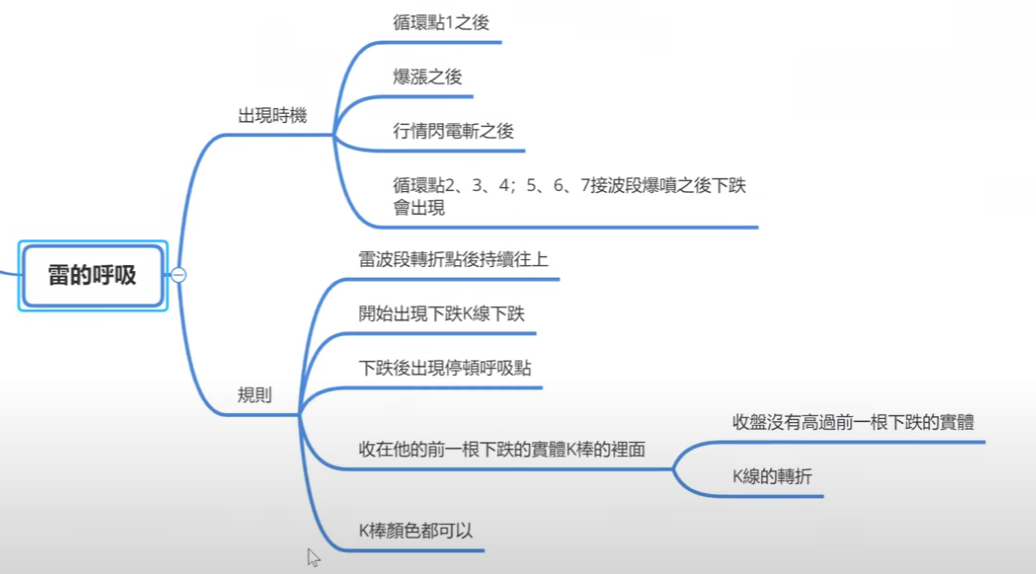 雷的呼吸
出現時機
循環點1之後
爆漲之後
行情閃電斬之後
循環點2、3、4；5、6、7接波段爆噴之後下跌
會出現
規則
雷波段轉折點後持續往上
開始出現下跌K線下跌
下跌後出現停頓呼吸點
收在他的前一根下跌的實體K棒的裡面
收盤沒有高過前一根下跌的實體
K線的轉折
K棒顏色都可以